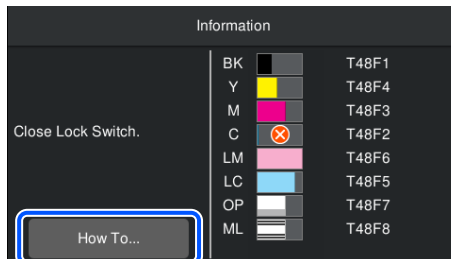 Information
BK T48F1
Y T48F4
M T48F3
Close Lock Switch.
C T48F2
LM T48F6
LC T48F5
OP T48F7
ML T48F8
How To...